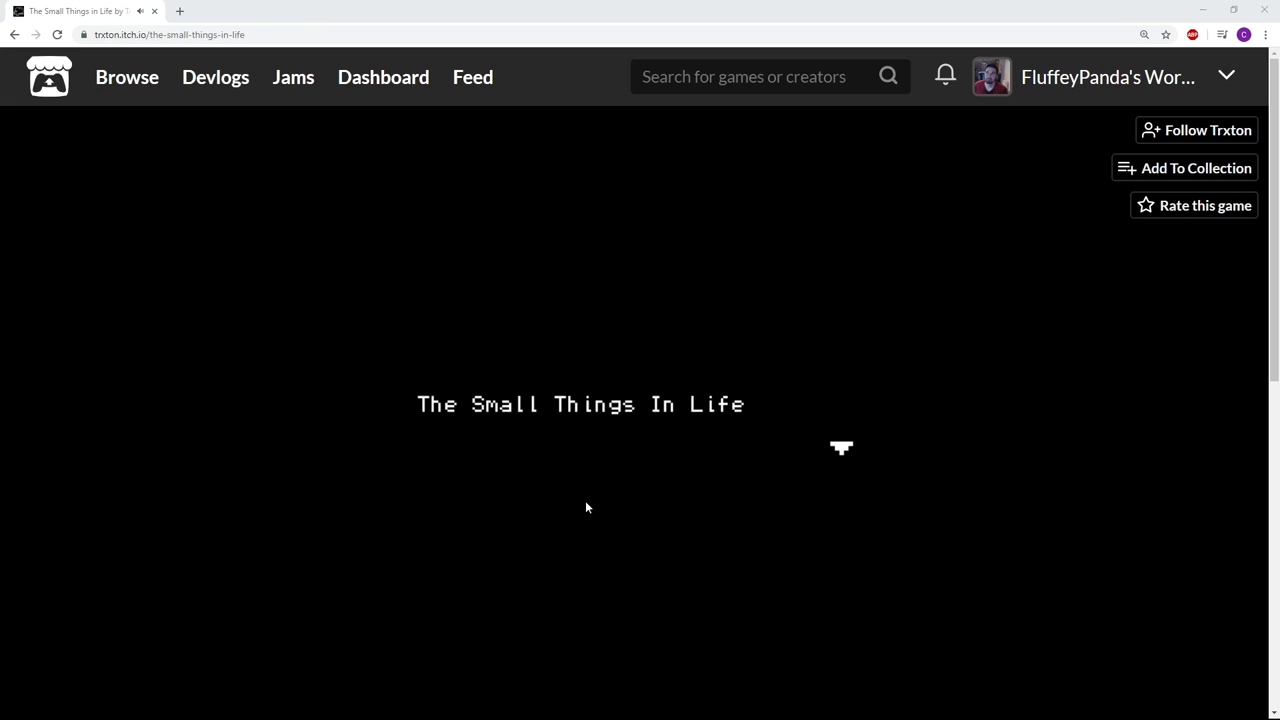 The Small Things in Life by T
trxton.itch.io/the-small-things-in-life
ABP
C
Browse
Devlogs
Jams
Dashboard
Feed
Search for games or creators
FluffeyPanda's Wor...
Follow Trxton
Add To Collection
Rate this game
The Small Things In Life